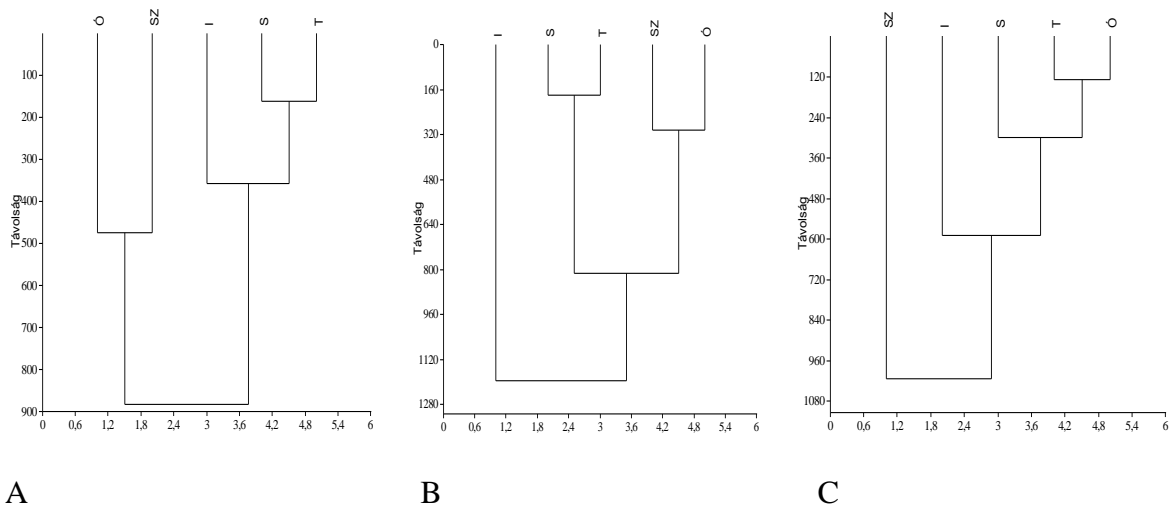 Ó SZ I S T
Távolság
100
200
300
400
500
600
700
800
900
0 0,6 1,2 1,8 2,4 3 3,6 4,2 4,8 5,4 6
A
I S T SZ Ó
Távolság
0
160
320
480
640
800
960
1120
1280
0 0,6 1,2 1,8 2,4 3 3,6 4,2 4,8 5,4 6
B
SZ I S T Ó
Távolság
120
240
360
480
600
720
840
960
1080
0 0,6 1,2 1,8 2,4 3 3,6 4,2 4,8 5,4 6
C